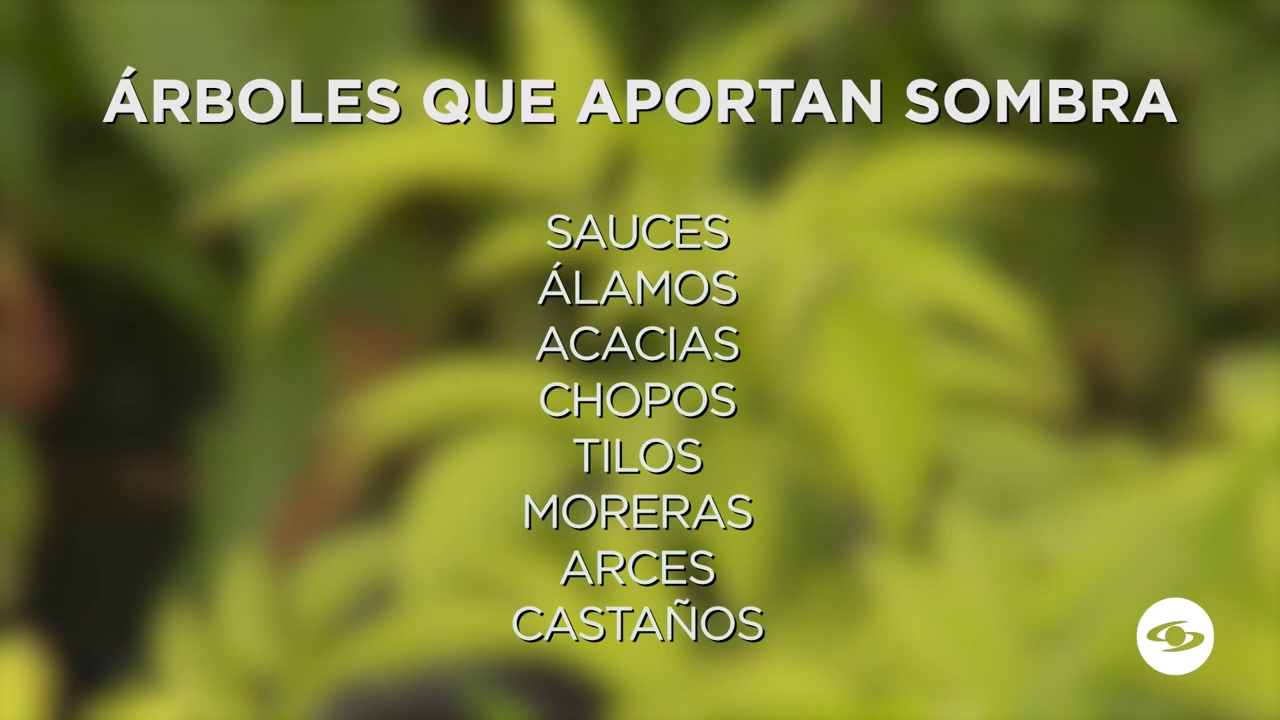 ÁRBOLES QUE APORTAN SOMBRA
SAUCES
ÁLAMOS
ACACIAS
CHOPOS
TILOS
MORERAS
ARCES
CASTAÑOS